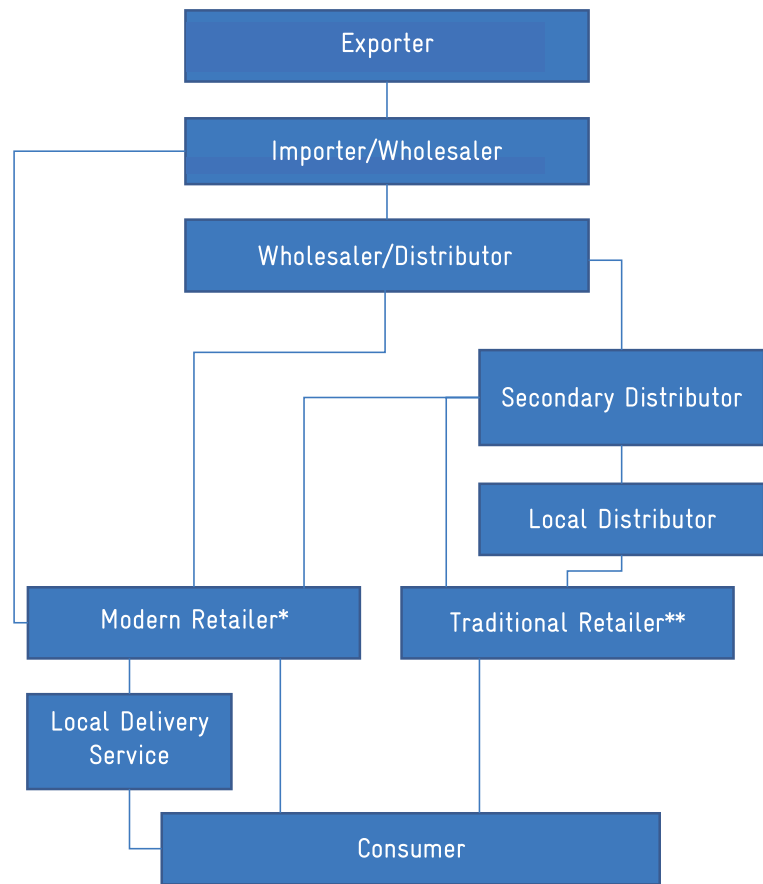 Exporter
Importer/Wholesaler
Wholesaler/Distributor
Secondary Distributor
Local Distributor
Modern Retailer*
Traditional Retailer**
Local Delivery
Service
Consumer